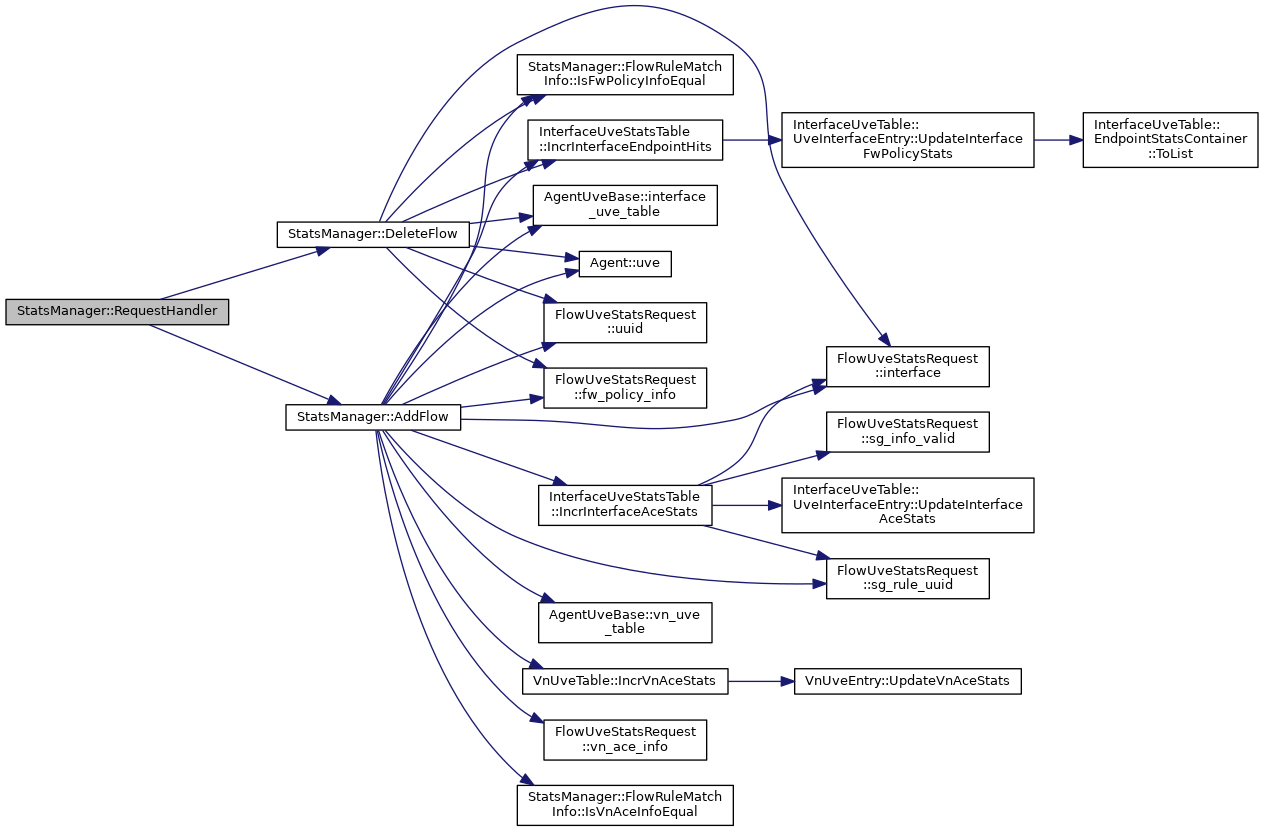 StatsManager::RequestHandler
StatsManager::DeleteFlow
StatsManager::AddFlow
StatsManager::FlowRuleMatch
Info::IsFwPolicyInfoEqual
InterfaceUveStatsTable
::IncrInterfaceEndpointHits
AgentUveBase::interface
_uve_table
Agent::uve
FlowUveStatsRequest
::uuid
FlowUveStatsRequest
::fw_policy_info
InterfaceUveStatsTable
::IncrInterfaceAceStats
AgentUveBase::vn_uve
_table
VnUveTable::IncrVnAceStats
FlowUveStatsRequest
::vn_ace_info
StatsManager::FlowRuleMatch
Info::IsVnAceInfoEqual
InterfaceUveTable::
UveInterfaceEntry::UpdateInterface
FwPolicyStats
FlowUveStatsRequest
::interface
FlowUveStatsRequest
::sg_info_valid
InterfaceUveTable::
UveInterfaceEntry::UpdateInterface
AceStats
FlowUveStatsRequest
::sg_rule_uuid
VnUveEntry::UpdateVnAceStats
InterfaceUveTable::
EndpointStatsContainer
::ToList